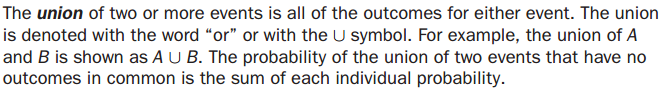 The union of two or more events is all of the outcomes for either event. The union
is denoted with the word “or” or with the ∪ symbol. For example, the union of A
and B is shown as A ∪ B. The probability of the union of two events that have no
outcomes in common is the sum of each individual probability.